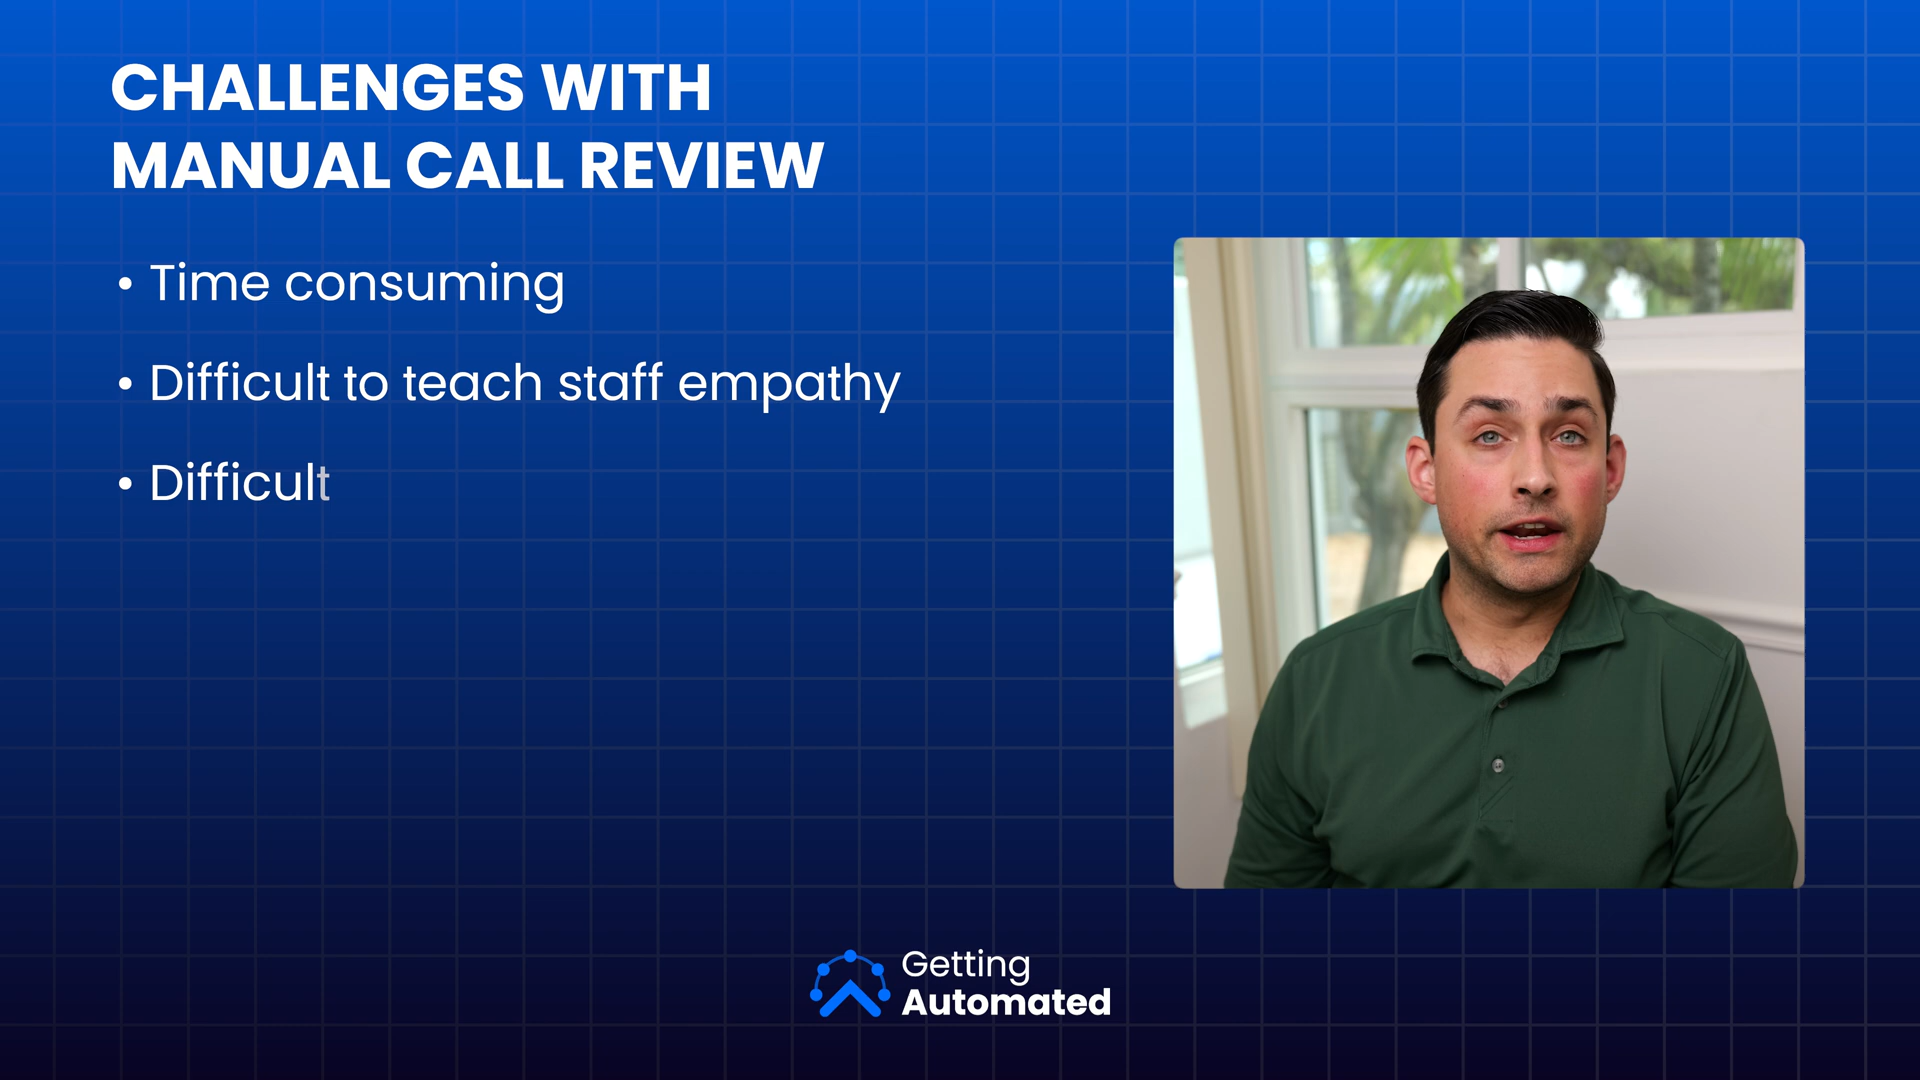 CHALLENGES WITH
MANUAL CALL REVIEW
• Time consuming
• Difficult to teach staff empathy
• Difficult
Getting
Automated